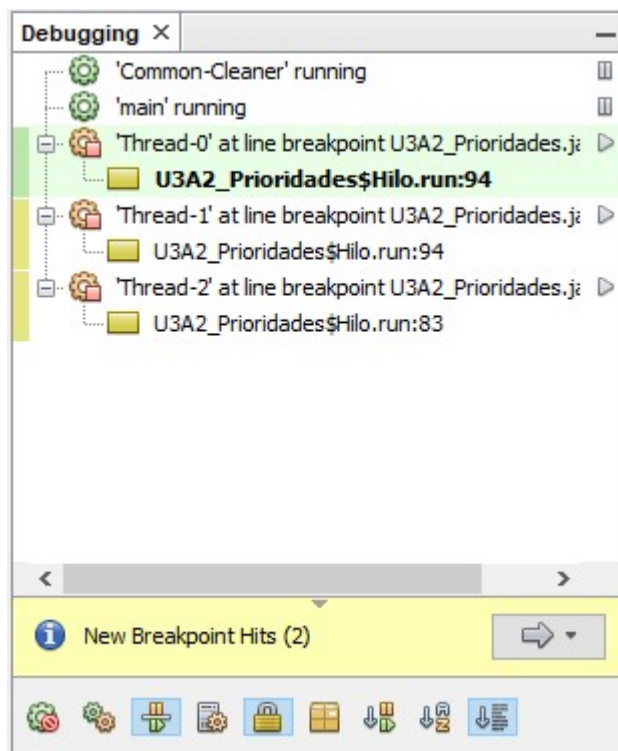 Debugging
'Common-Cleaner' running
'main' running
'Thread-0' at line breakpoint U3A2_Prioridades.ja
U3A2_Prioridades$Hilo.run:94
'Thread-1' at line breakpoint U3A2_Prioridades.ja
U3A2_Prioridades$Hilo.run:94
'Thread-2' at line breakpoint U3A2_Prioridades.ja
U3A2_Prioridades$Hilo.run:83
New Breakpoint Hits (2)